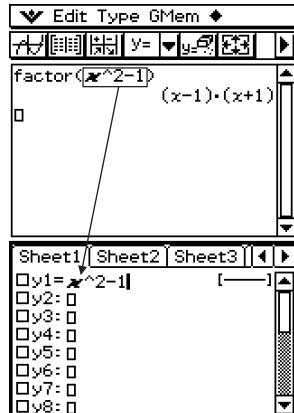 Edit Type GMem
y=
factor(x^2-1)
(x-1)·(x+1)
Sheet1 Sheet2 Sheet3
y1=x^2-1 [—]
y2:
y3:
y4:
y5:
y6:
y7:
y8: